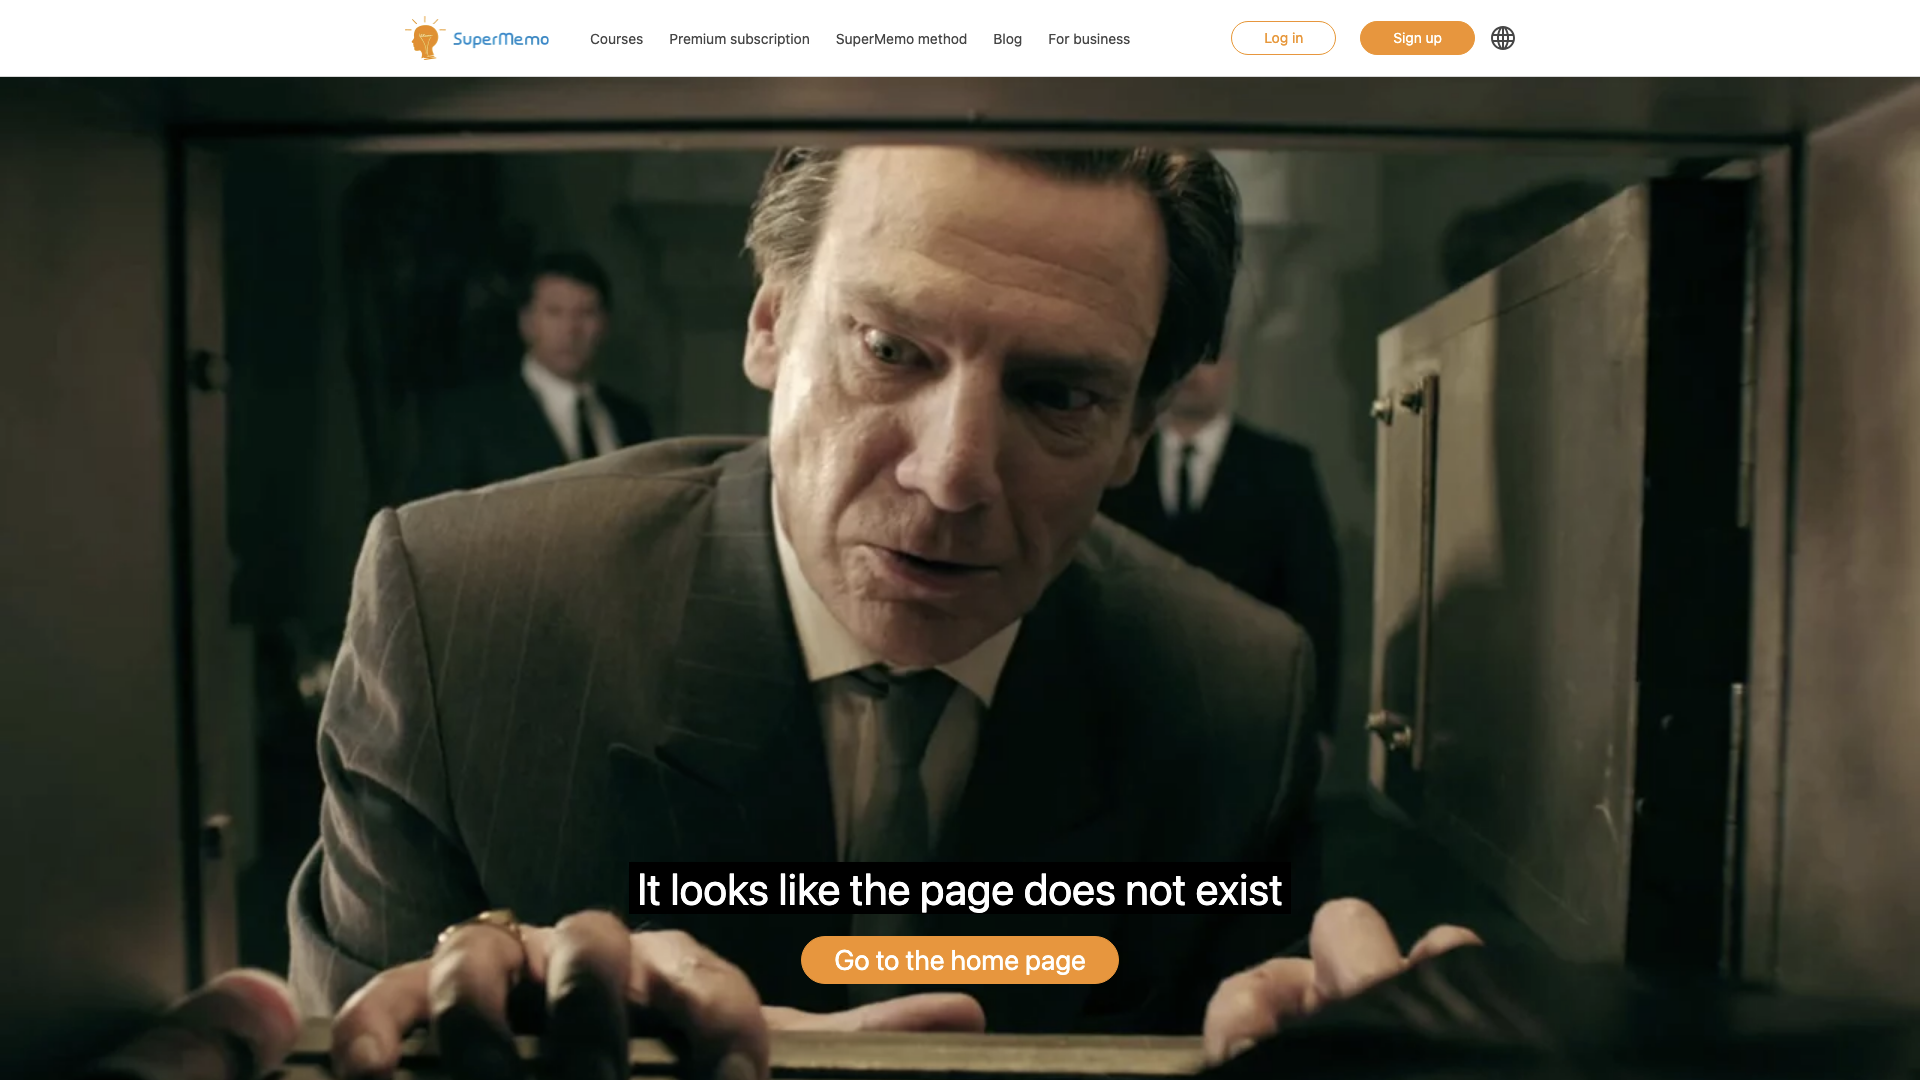 SuperMemo
Courses
Premium subscription
SuperMemo method
Blog
For business
Log in
Sign up
It looks like the page does not exist
Go to the home page